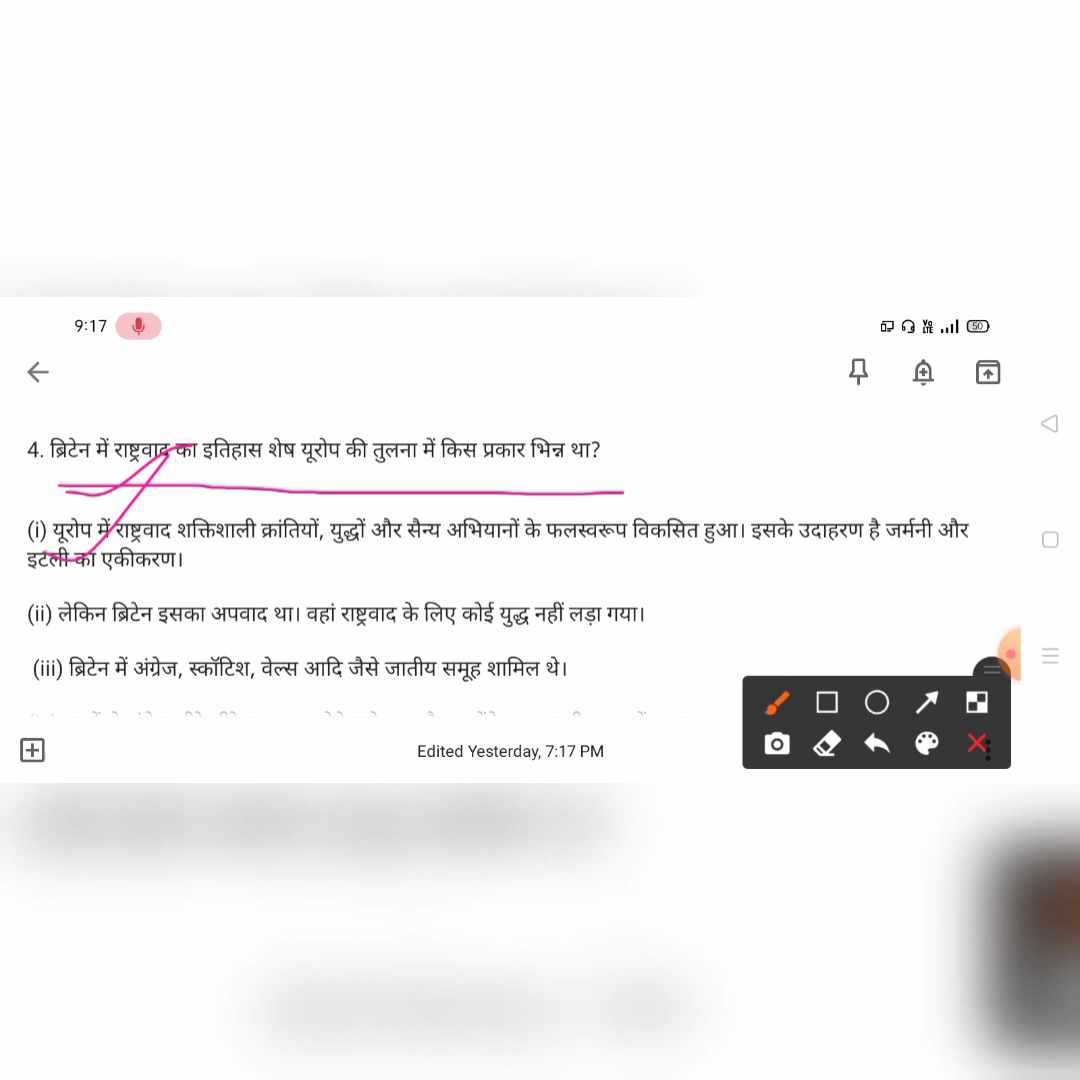 9:17
50
4. ब्रिटेन में राष्ट्रवाद का इतिहास शेष यूरोप की तुलना में किस प्रकार भिन्न था?
(i) यूरोप में राष्ट्रवाद शक्तिशाली क्रांतियों, युद्धों और सैन्य अभियानों के फलस्वरूप विकसित हुआ। इसके उदाहरण है जर्मनी और
इटली का एकीकरण।
(ii) लेकिन ब्रिटेन इसका अपवाद था। वहां राष्ट्रवाद के लिए कोई युद्ध नहीं लड़ा गया।
(iii) ब्रिटेन में अंग्रेज, स्कॉटिश, वेल्स आदि जैसे जातीय समूह शामिल थे।
Edited Yesterday, 7:17 PM